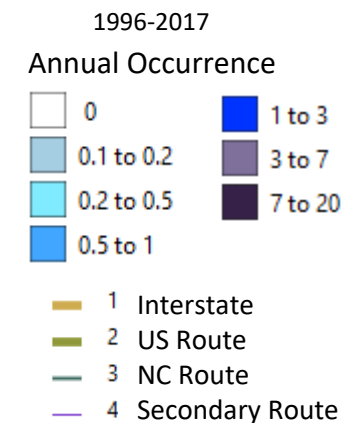 1996-2017
Annual Occurrence
0
0.1 to 0.2
0.2 to 0.5
0.5 to 1
1 to 3
3 to 7
7 to 20
1 Interstate
2 US Route
3 NC Route
4 Secondary Route